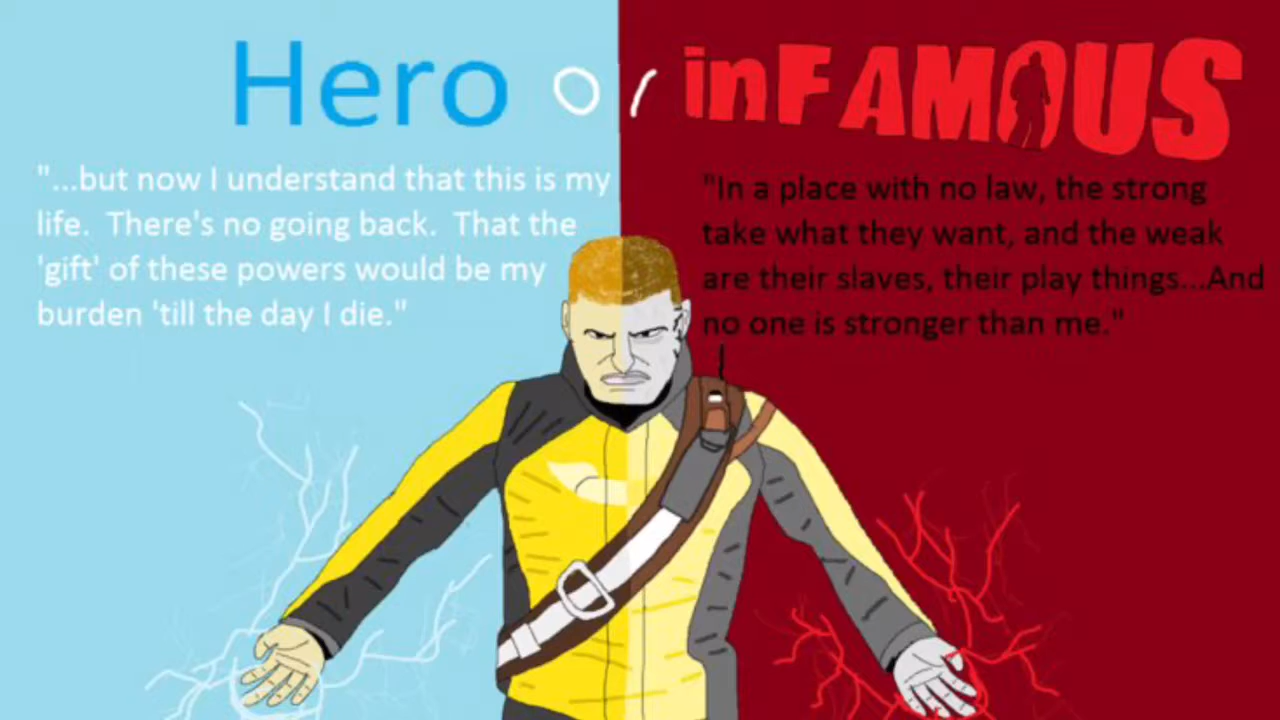 Hero or inFAMOUS
"...but now I understand that this is my
life.  There's no going back.  That the
'gift' of these powers would be my
burden 'till the day I die."
"In a place with no law, the strong
take what they want, and the weak
are their slaves, their play things...And
no one is stronger than me."